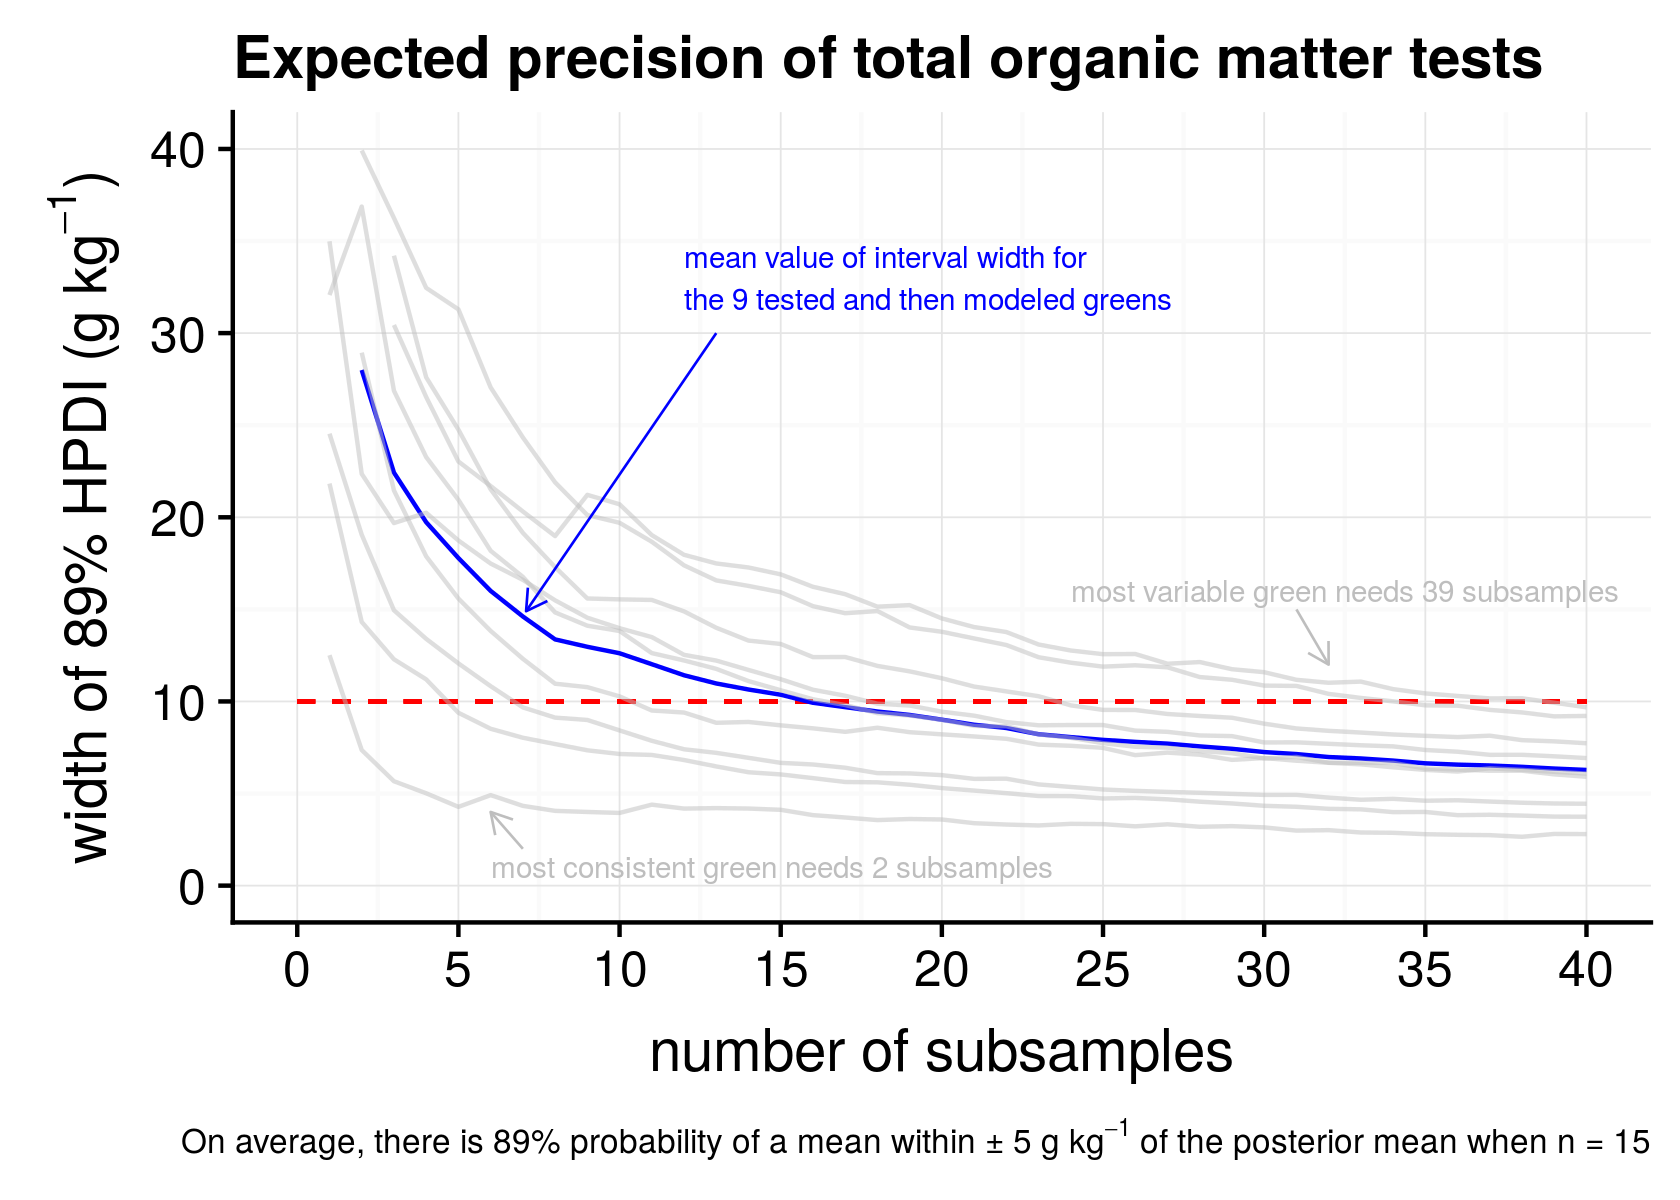 Expected precision of total organic matter tests
width of 89% HPDI (g kg⁻¹)
40
30
20
10
0
mean value of interval width for
the 9 tested and then modeled greens
most variable green needs 39 subsamples
most consistent green needs 2 subsamples
0 5 10 15 20 25 30 35 40
number of subsamples
On average, there is 89% probability of a mean within ± 5 g kg⁻¹ of the posterior mean when n = 15